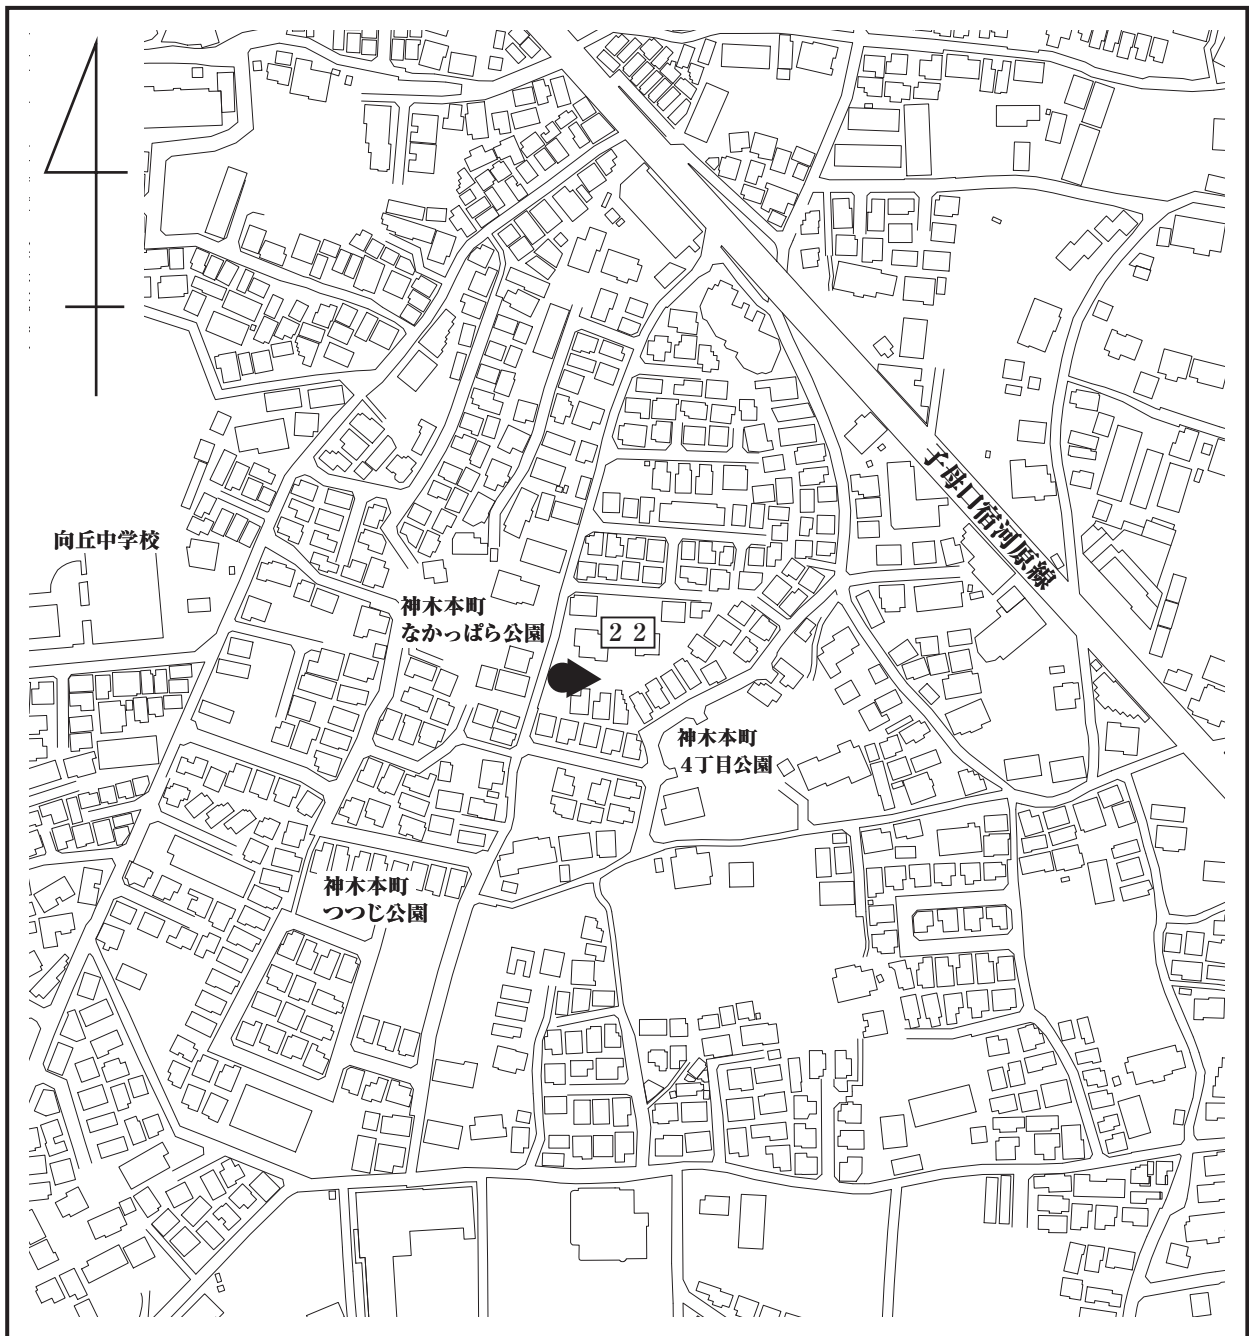 子母口宿河原線
向丘中学校
神木本町
なかっぱら公園
２２
神木本町
４丁目公園
神木本町
つつじ公園